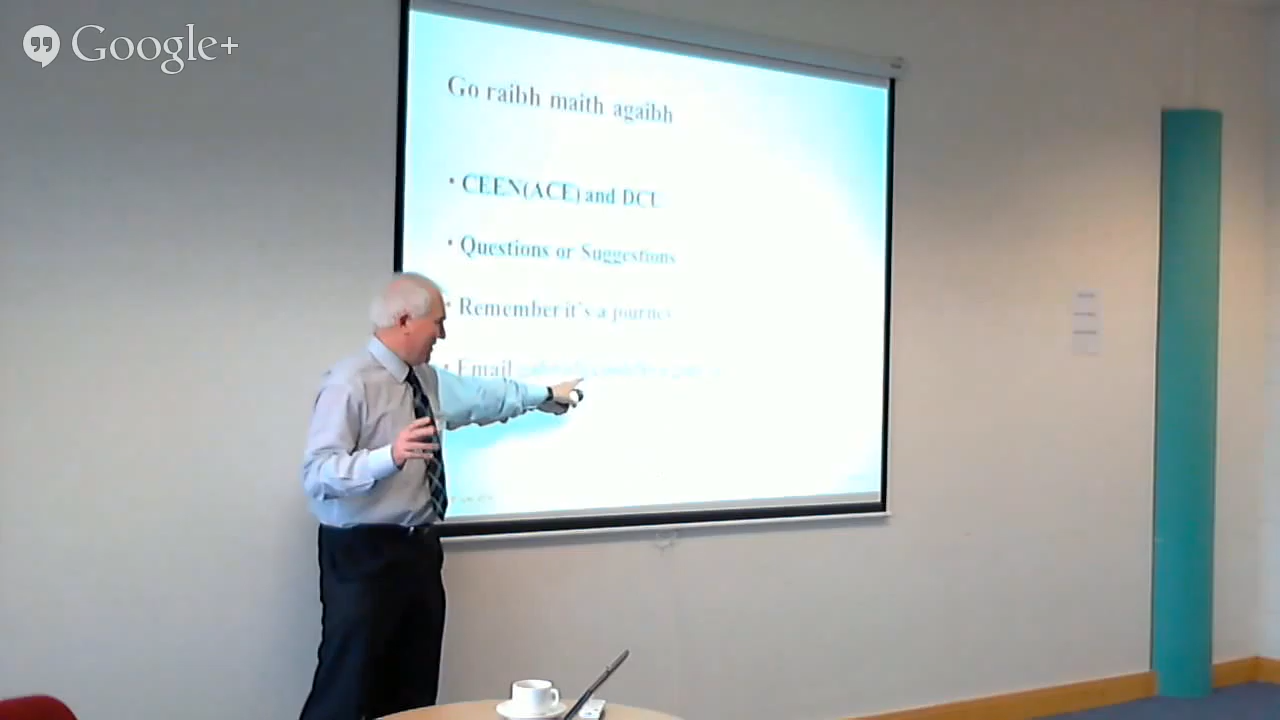 Google+
Go raibh maith agaibh
• CEEN(ACE) and DCU
• Questions or Suggestions
• Remember it's a journey
• Email